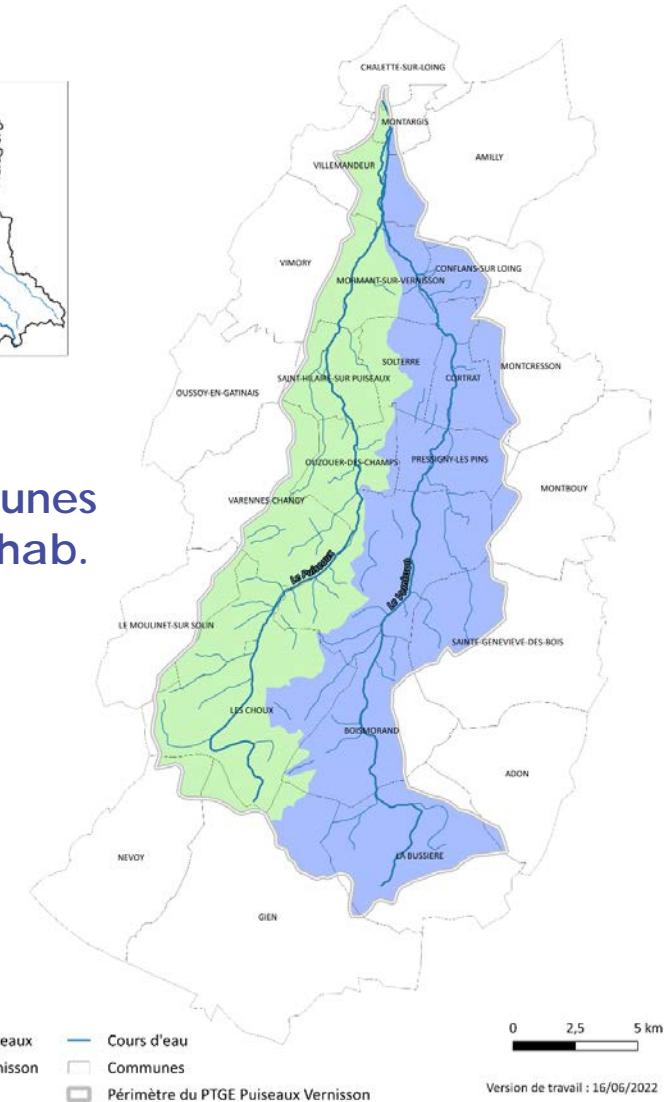 CHALETTE-SUR-LOING
MONTARGIS
AMILLY
VILLEMANDEUR
VIMORY
CONFLANS-SUR LOING
MORMANT-SUR-VERNISSON
SOLTERRE
MONTCRESSON
SAINT-HILAIRE-SUR PUISEAUX
CORTRAT
OUSSOY-EN-GATINAIS
OUZOUER-DES-CHAMPS
PRESSIGNY-LES PINS
unes
MONTBOUY
VARENNES-CHANGY
hab.
Le Puiseaux
Le Vernisson
LE MOULINET-SUR SOLIN
SAINTE-GENEVIEVE-DES-BOIS
LES CHOUX
BOISMORAND
ADON
NEVOY
LA BUSSIERE
GIEN
eaux
Cours d'eau
0 2,5 5 km
nisson
Communes
Périmètre du PTGE Puiseaux Vernisson
Version de travail : 16/06/2022